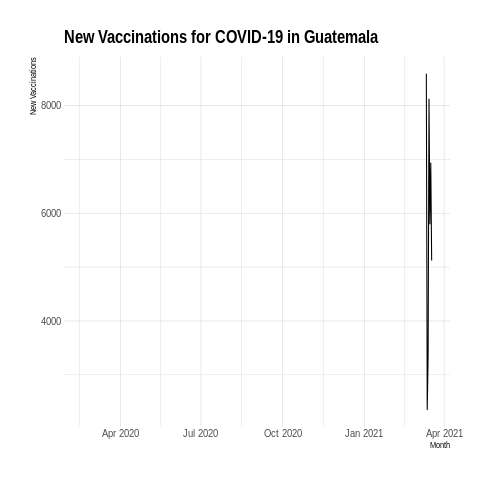 New Vaccinations for COVID-19 in Guatemala
New Vaccinations
8000
6000
4000
Apr 2020 Jul 2020 Oct 2020 Jan 2021 Apr 2021
Month